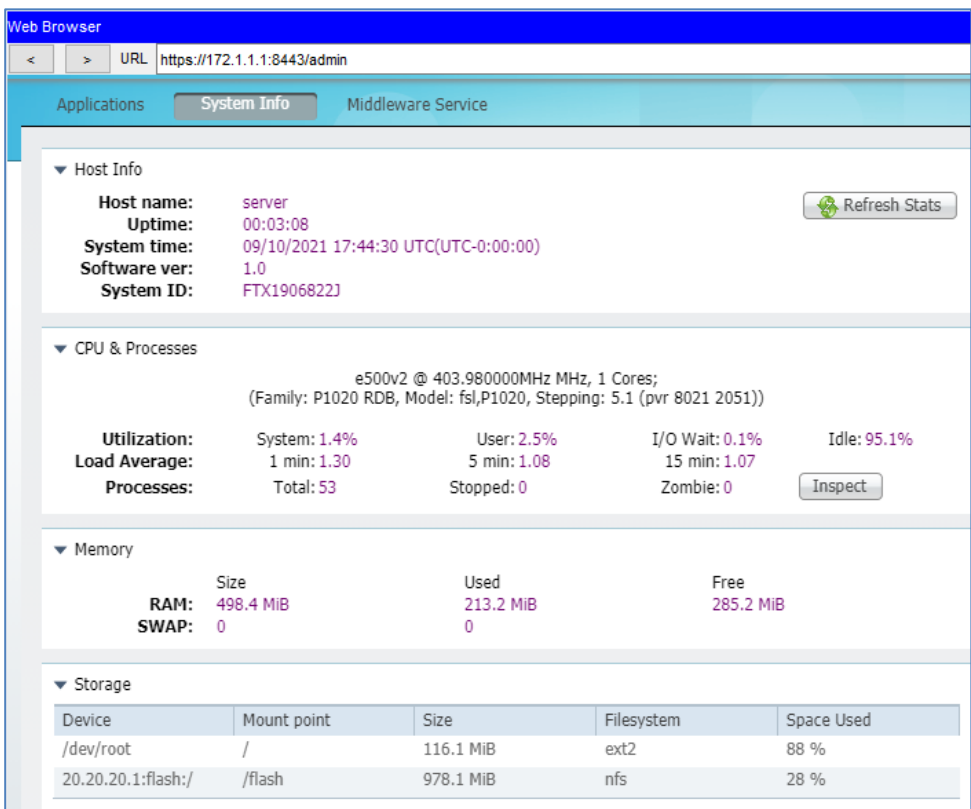 Web Browser
< > URL https://172.1.1.1:8443/admin
Applications System Info Middleware Service
Host Info
Host name: server Refresh Stats
Uptime: 00:03:08
System time: 09/10/2021 17:44:30 UTC(UTC-0:00:00)
Software ver: 1.0
System ID: FTX1906822J
CPU & Processes
e500v2 @ 403.980000MHz MHz, 1 Cores;
(Family: P1020 RDB, Model: fsl,P1020, Stepping: 5.1 (pvr 8021 2051))
Utilization: System: 1.4% User: 2.5% I/O Wait: 0.1% Idle: 95.1%
Load Average: 1 min: 1.30 5 min: 1.08 15 min: 1.07
Processes: Total: 53 Stopped: 0 Zombie: 0 Inspect
Memory
Size Used Free
RAM: 498.4 MiB 213.2 MiB 285.2 MiB
SWAP: 0 0
Storage
Device Mount point Size Filesystem Space Used
/dev/root / 116.1 MiB ext2 88 %
20.20.20.1:flash:/ /flash 978.1 MiB nfs 28 %